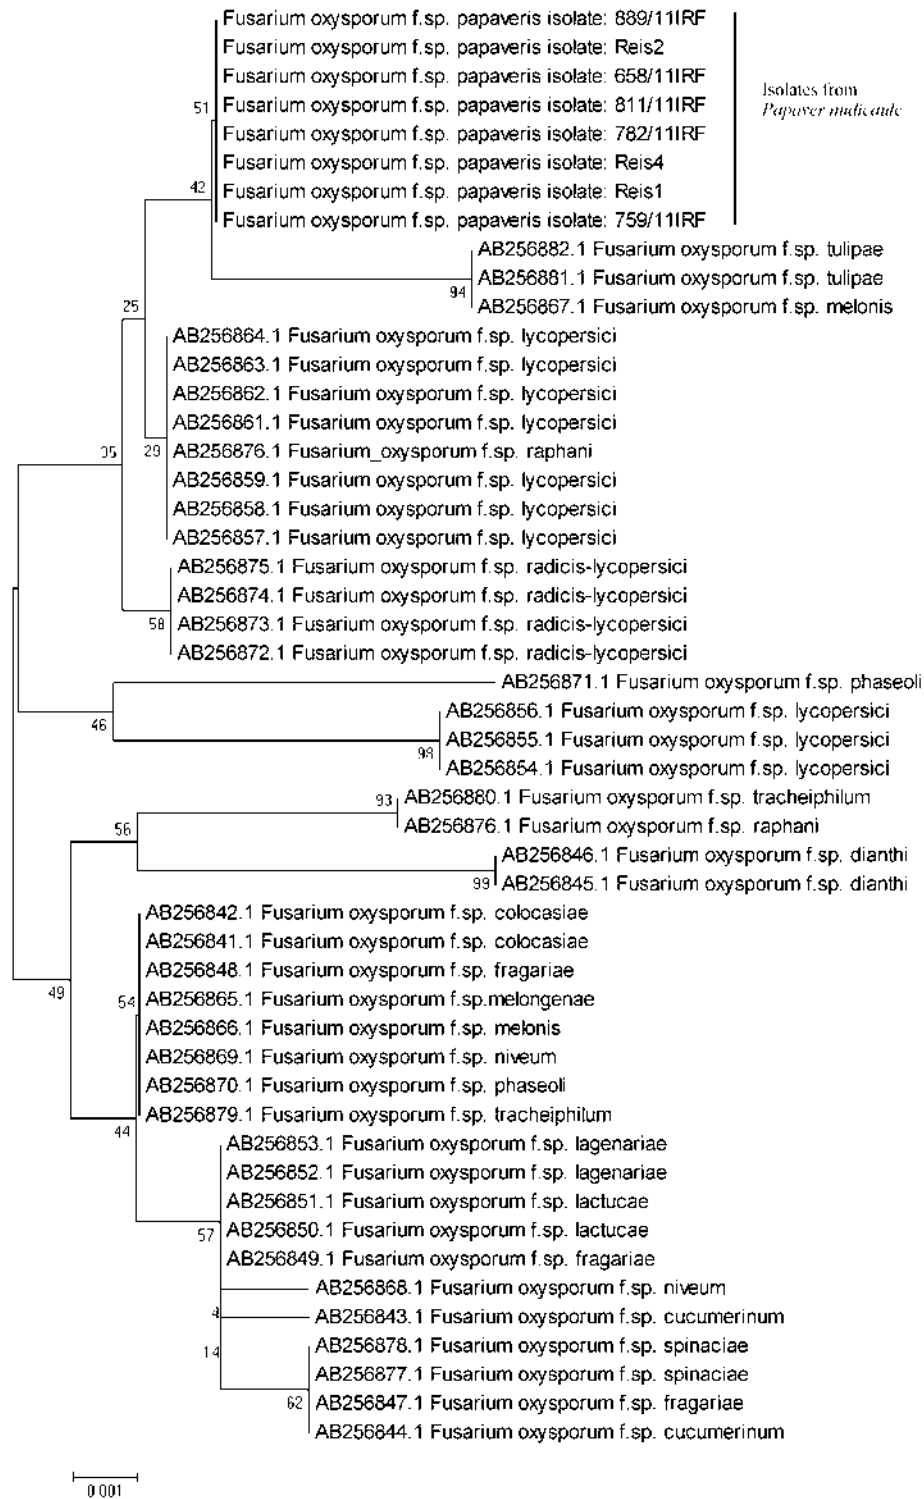 Fusarium oxysporum f.sp. papaveris isolate: 889/11IRF
Fusarium oxysporum f.sp. papaveris isolate: Reis2
Fusarium oxysporum f.sp. papaveris isolate: 658/11IRF
51
Fusarium oxysporum f.sp. papaveris isolate: 811/11IRF
Fusarium oxysporum f.sp. papaveris isolate: 782/11IRF
Isolates from
Papaver nudicaule
Fusarium oxysporum f.sp. papaveris isolate: Reis4
42
Fusarium oxysporum f.sp. papaveris isolate: Reis1
Fusarium oxysporum f.sp. papaveris isolate: 759/11IRF
AB256882.1 Fusarium oxysporum f.sp. tulipae
AB256881.1 Fusarium oxysporum f.sp. tulipae
94
AB256867.1 Fusarium oxysporum f.sp. melonis
25
AB256864.1 Fusarium oxysporum f.sp. lycopersici
AB256863.1 Fusarium oxysporum f.sp. lycopersici
AB256862.1 Fusarium oxysporum f.sp. lycopersici
AB256861.1 Fusarium oxysporum f.sp. lycopersici
35
29
AB256876.1 Fusarium_oxysporum f.sp. raphani
AB256859.1 Fusarium oxysporum f.sp. lycopersici
AB256858.1 Fusarium oxysporum f.sp. lycopersici
AB256857.1 Fusarium oxysporum f.sp. lycopersici
AB256875.1 Fusarium oxysporum f.sp. radicis-lycopersici
AB256874.1 Fusarium oxysporum f.sp. radicis-lycopersici
58
AB256873.1 Fusarium oxysporum f.sp. radicis-lycopersici
AB256872.1 Fusarium oxysporum f.sp. radicis-lycopersici
AB256871.1 Fusarium oxysporum f.sp. phaseoli
46
AB256856.1 Fusarium oxysporum f.sp. lycopersici
AB256855.1 Fusarium oxysporum f.sp. lycopersici
98
AB256854.1 Fusarium oxysporum f.sp. lycopersici
93
AB256880.1 Fusarium oxysporum f.sp. tracheiphilum
56
AB256876.1 Fusarium oxysporum f.sp. raphani
AB256846.1 Fusarium oxysporum f.sp. dianthi
99
AB256845.1 Fusarium oxysporum f.sp. dianthi
AB256842.1 Fusarium oxysporum f.sp. colocasiae
AB256841.1 Fusarium oxysporum f.sp. colocasiae
AB256848.1 Fusarium oxysporum f.sp. fragariae
49
54
AB256865.1 Fusarium oxysporum f.sp.melongenae
AB256866.1 Fusarium oxysporum f.sp. melonis
AB256869.1 Fusarium oxysporum f.sp. niveum
AB256870.1 Fusarium oxysporum f.sp. phaseoli
AB256879.1 Fusarium oxysporum f.sp. tracheiphilum
44
AB256853.1 Fusarium oxysporum f.sp. lagenariae
AB256852.1 Fusarium oxysporum f.sp. lagenariae
AB256851.1 Fusarium oxysporum f.sp. lactucae
57
AB256850.1 Fusarium oxysporum f.sp. lactucae
AB256849.1 Fusarium oxysporum f.sp. fragariae
AB256868.1 Fusarium oxysporum f.sp. niveum
4
AB256843.1 Fusarium oxysporum f.sp. cucumerinum
14
AB256878.1 Fusarium oxysporum f.sp. spinaciae
AB256877.1 Fusarium oxysporum f.sp. spinaciae
62
AB256847.1 Fusarium oxysporum f.sp. fragariae
AB256844.1 Fusarium oxysporum f.sp. cucumerinum
0.001